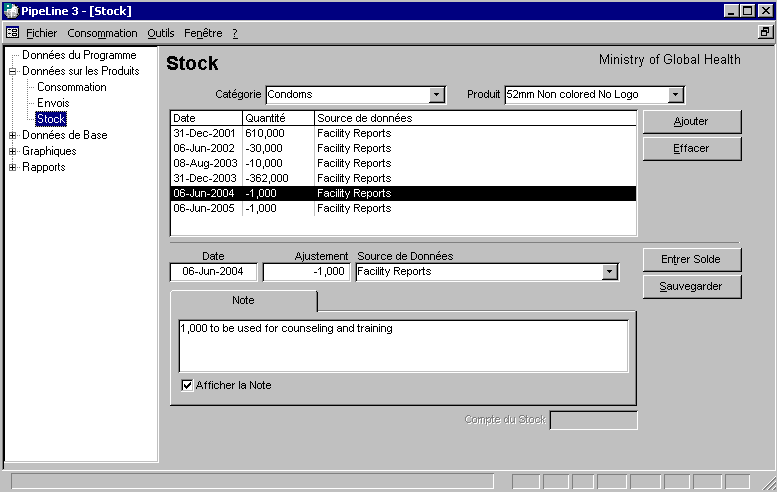 PipeLine 3 - [Stock]
Fichier Consommation Outils Fenêtre ?
Données du Programme
Données sur les Produits
Consommation
Envois
Stock
Données de Base
Graphiques
Rapports
Stock
Ministry of Global Health
Catégorie Condoms Produit 52mm Non colored No Logo
Date Quantité Source de données
31-Dec-2001 610,000 Facility Reports
06-Jun-2002 -30,000 Facility Reports
08-Aug-2003 -10,000 Facility Reports
31-Dec-2003 -362,000 Facility Reports
06-Jun-2004 -1,000 Facility Reports
06-Jun-2005 -1,000 Facility Reports
Ajouter
Effacer
Date Ajustement Source de Données
06-Jun-2004 -1,000 Facility Reports
Entrer Solde
Sauvegarder
Note
1,000 to be used for counseling and training
Afficher la Note
Compte du Stock